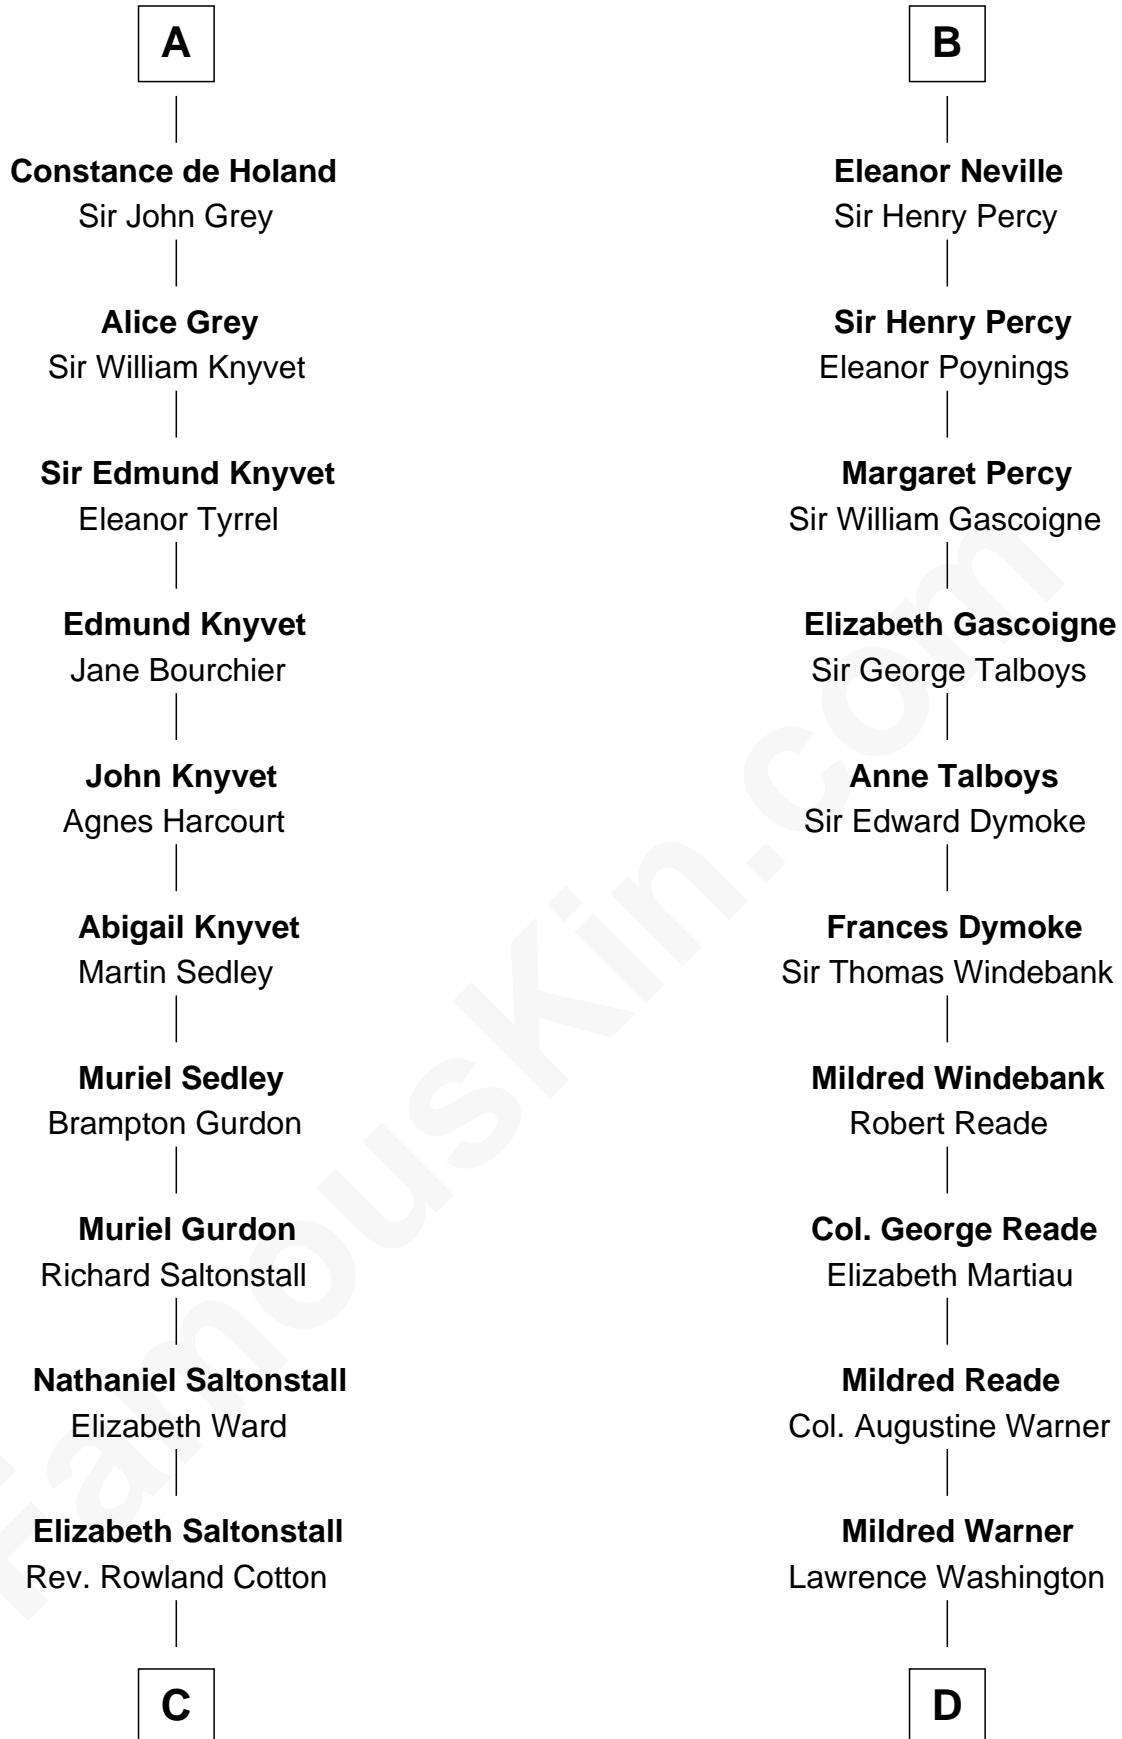 A
Constance de Holand
Sir John Grey
Alice Grey
Sir William Knyvet
Sir Edmund Knyvet
Eleanor Tyrrel
Edmund Knyvet
Jane Bourchier
John Knyvet
Agnes Harcourt
Abigail Knyvet
Martin Sedley
Muriel Sedley
Brampton Gurdon
Muriel Gurdon
Richard Saltonstall
Nathaniel Saltonstall
Elizabeth Ward
Elizabeth Saltonstall
Rev. Rowland Cotton
C
B
Eleanor Neville
Sir Henry Percy
Sir Henry Percy
Eleanor Poynings
Margaret Percy
Sir William Gascoigne
Elizabeth Gascoigne
Sir George Talboys
Anne Talboys
Sir Edward Dymoke
Frances Dymoke
Sir Thomas Windebank
Mildred Windebank
Robert Reade
Col. George Reade
Elizabeth Martiau
Mildred Reade
Col. Augustine Warner
Mildred Warner
Lawrence Washington
D
FamousKin.com